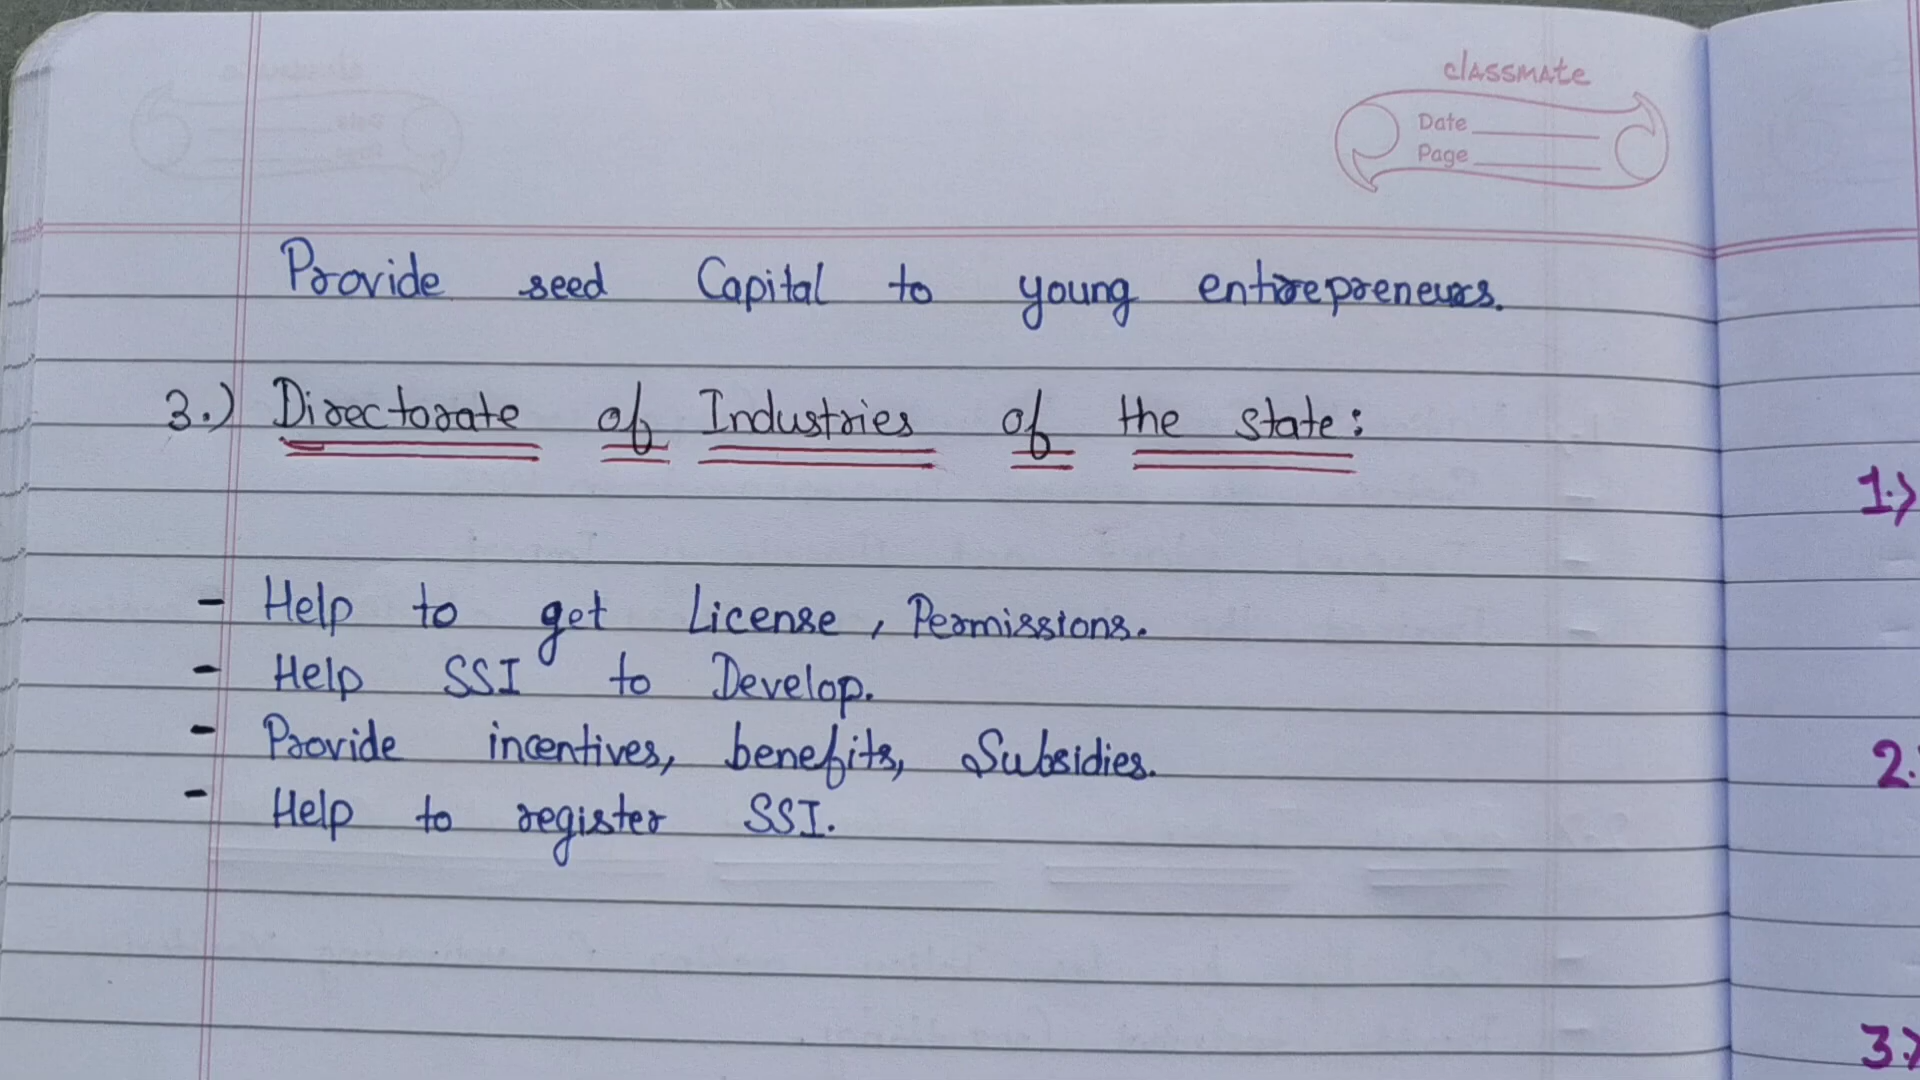 classmate
Date
Page
Provide seed Capital to young entrepreneurs.
3.) Directorate of Industries of the state:
- Help to get License, Permissions.
- Help SSI to Develop.
- Provide incentives, benefits, Subsidies.
- Help to register SSI.
1.)
2.
3.)